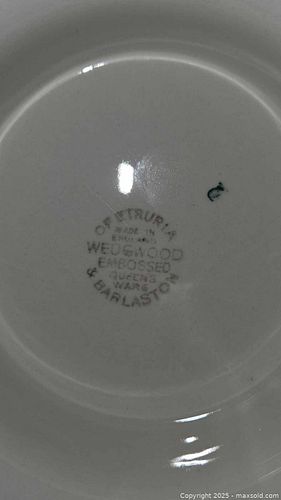 OF ETRURIA
MADE IN
ENGLAND
WEDGWOOD
EMBOSSED
QUEENS
WARE
& BARLASTON
Copyright 2025 - maxsold.com